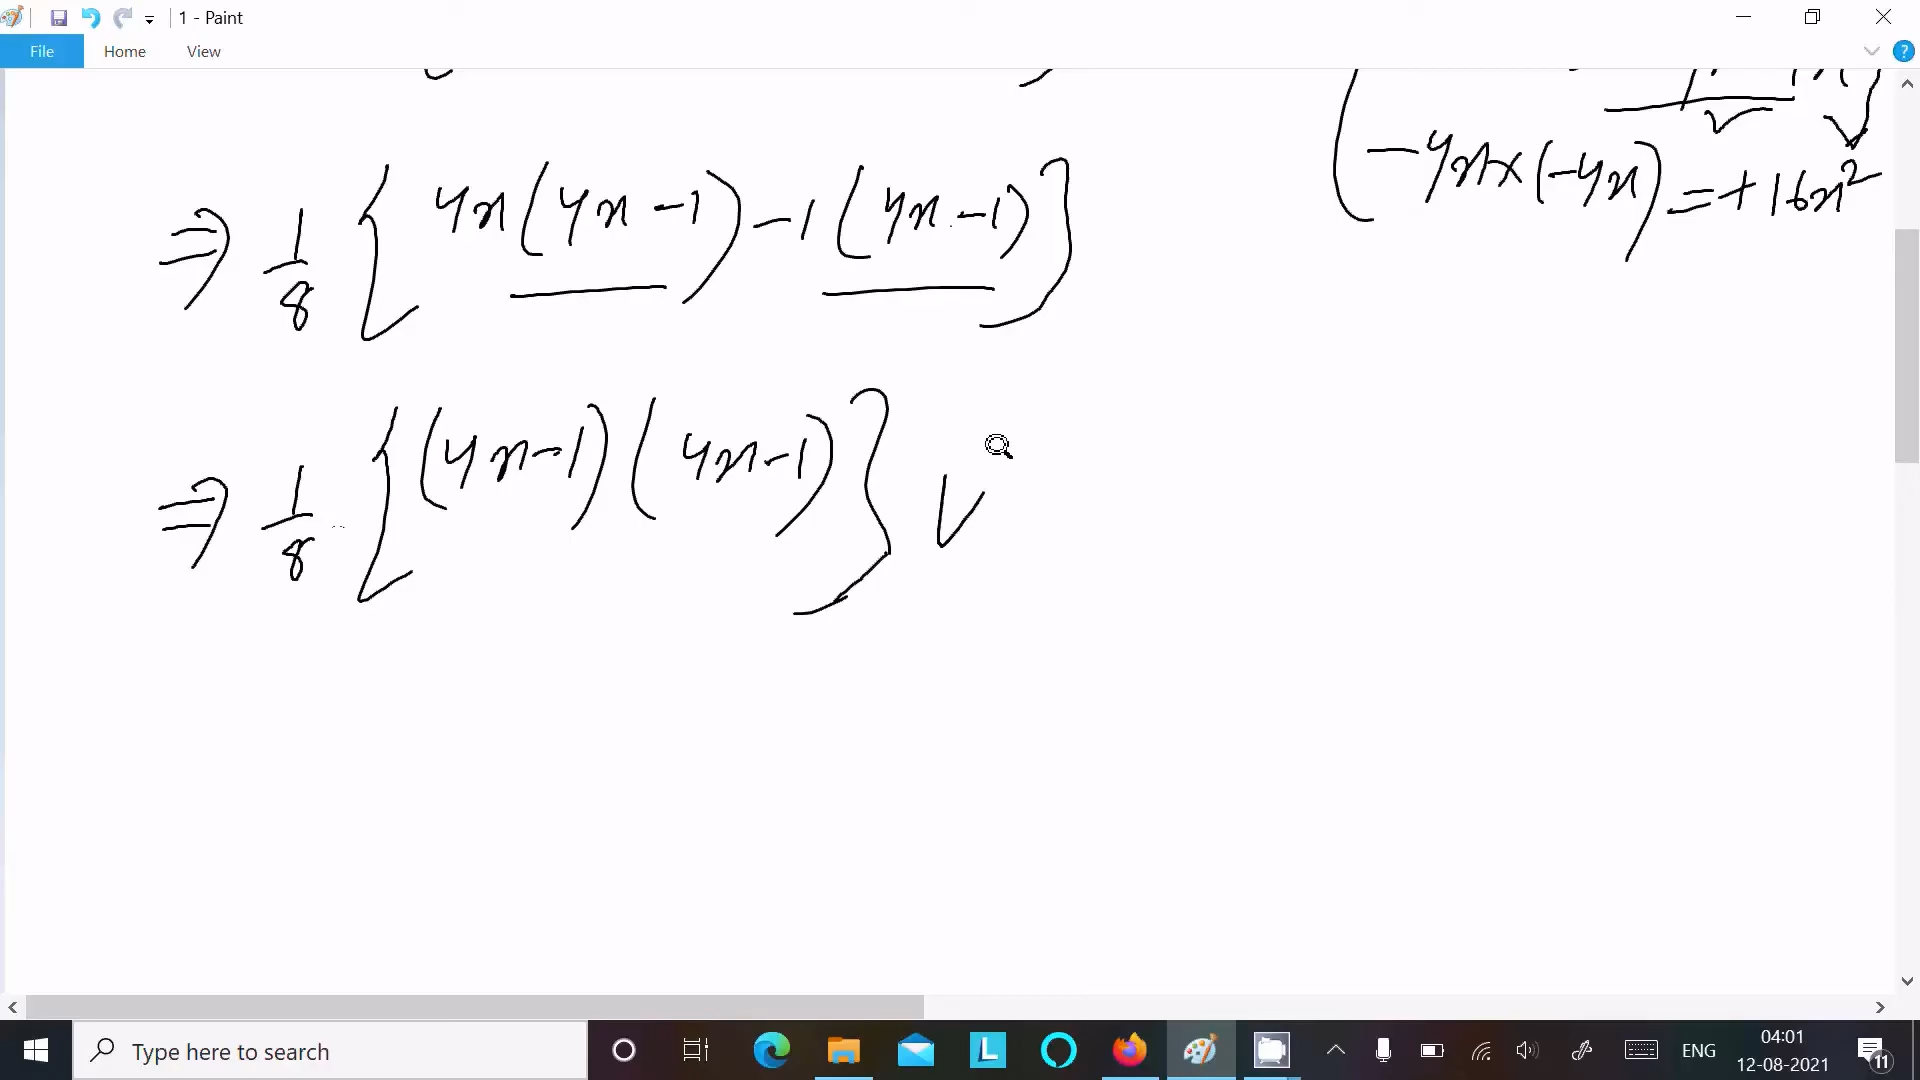 1 - Paint
File Home View
⇒ 1/8 { 4x(4x-1) -1(4x-1) }
-4x × (-4x) = +16x²
⇒ 1/8 { (4x-1)(4x-1) }
Type here to search
ENG
04:01
12-08-2021
11